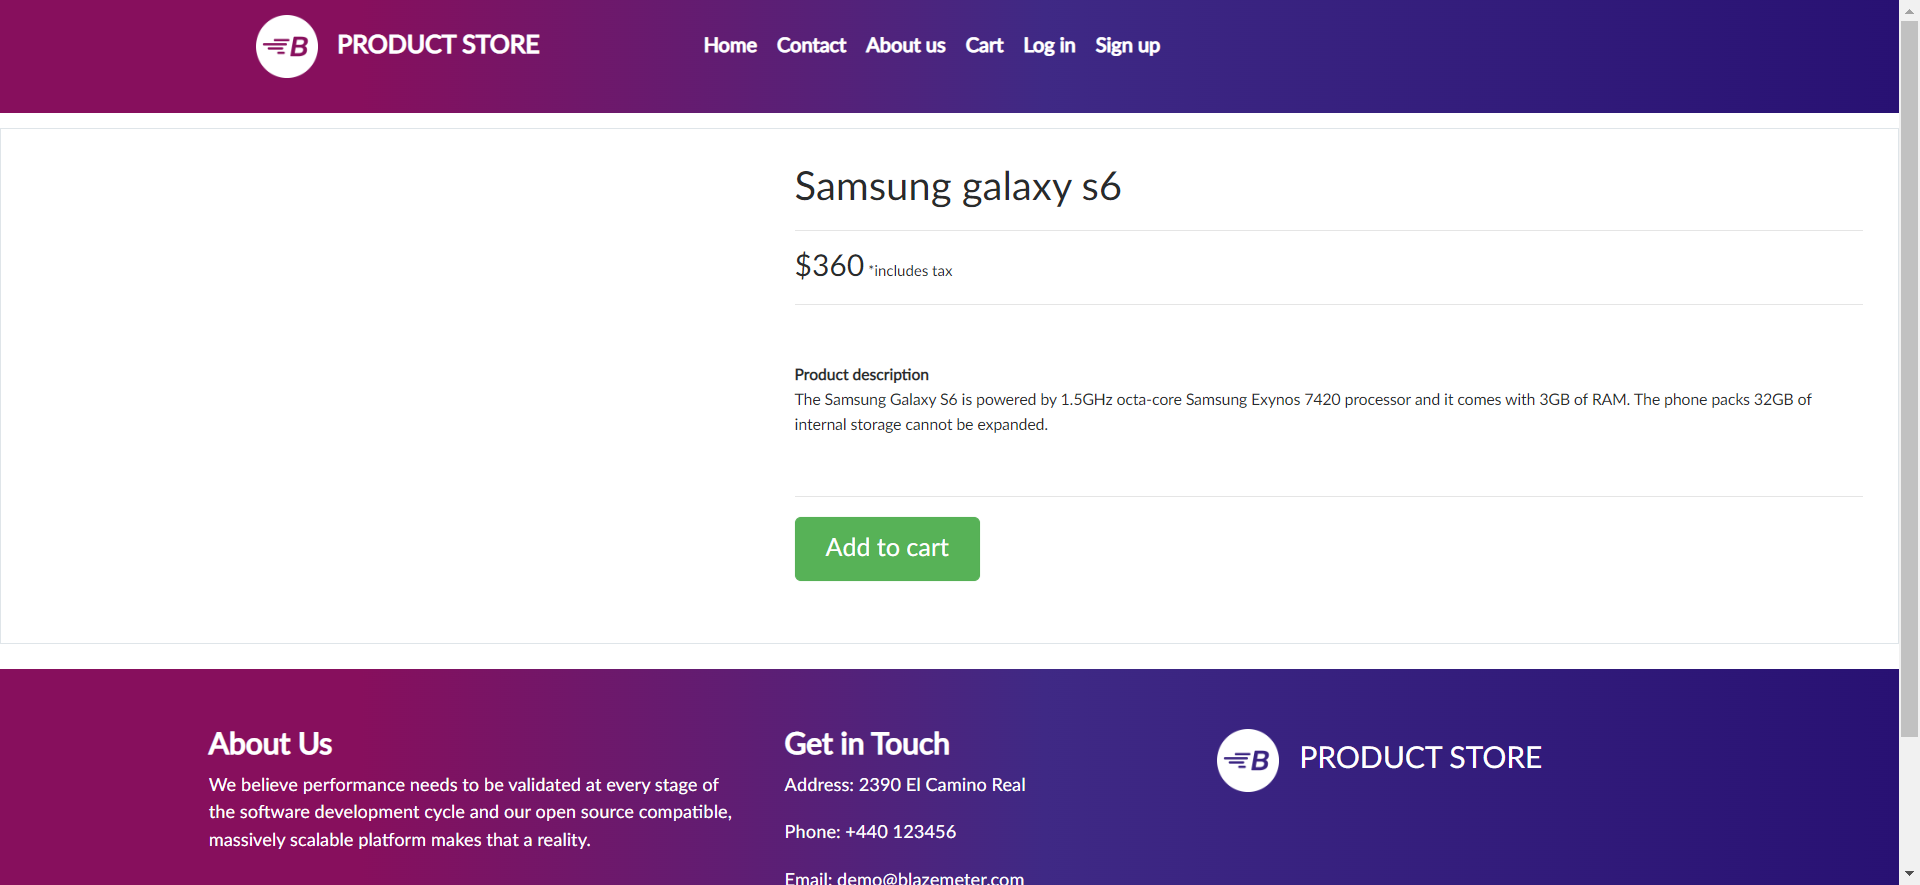 B PRODUCT STORE
Home Contact About us Cart Log in Sign up
Samsung galaxy s6
$360 *includes tax
Product description
The Samsung Galaxy S6 is powered by 1.5GHz octa-core Samsung Exynos 7420 processor and it comes with 3GB of RAM. The phone packs 32GB of
internal storage cannot be expanded.
Add to cart
About Us
We believe performance needs to be validated at every stage of
the software development cycle and our open source compatible,
massively scalable platform makes that a reality.
Get in Touch
Address: 2390 El Camino Real
Phone: +440 123456
Email: demo@blazemeter.com
B PRODUCT STORE